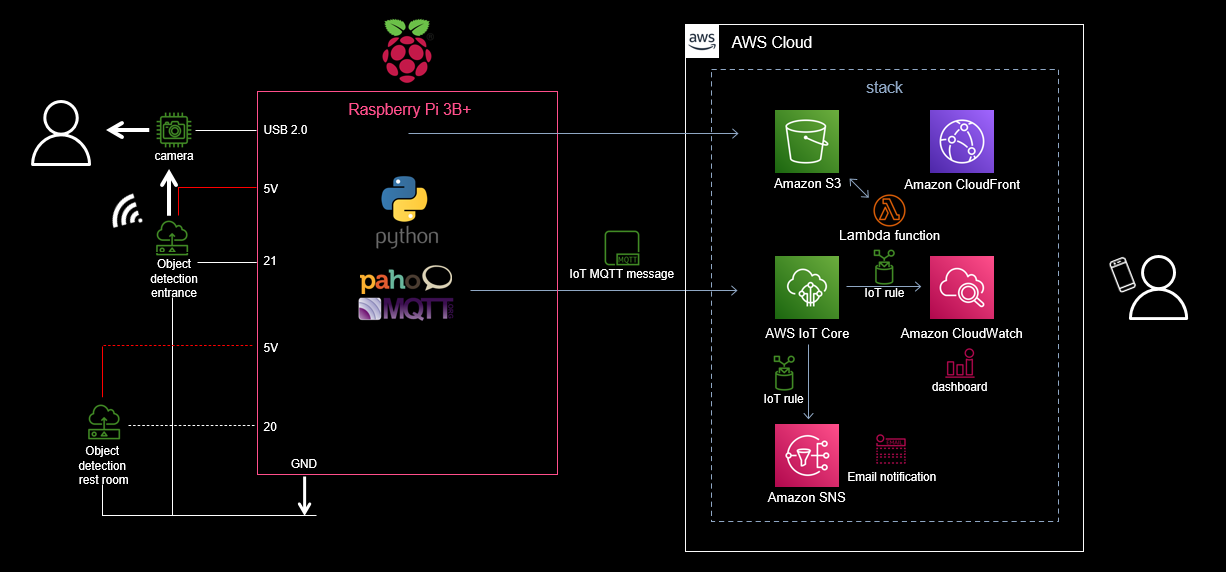 aws
AWS Cloud
stack
Raspberry Pi 3B+
USB 2.0
camera
5V
Object
detection
entrance
21
python
paho
MQTT
5V
20
Object
detection
rest room
GND
MQTT
IoT MQTT message
Amazon S3
Amazon CloudFront
Lambda function
IoT rule
AWS IoT Core
Amazon CloudWatch
dashboard
IoT rule
Amazon SNS
EMAIL
Email notification